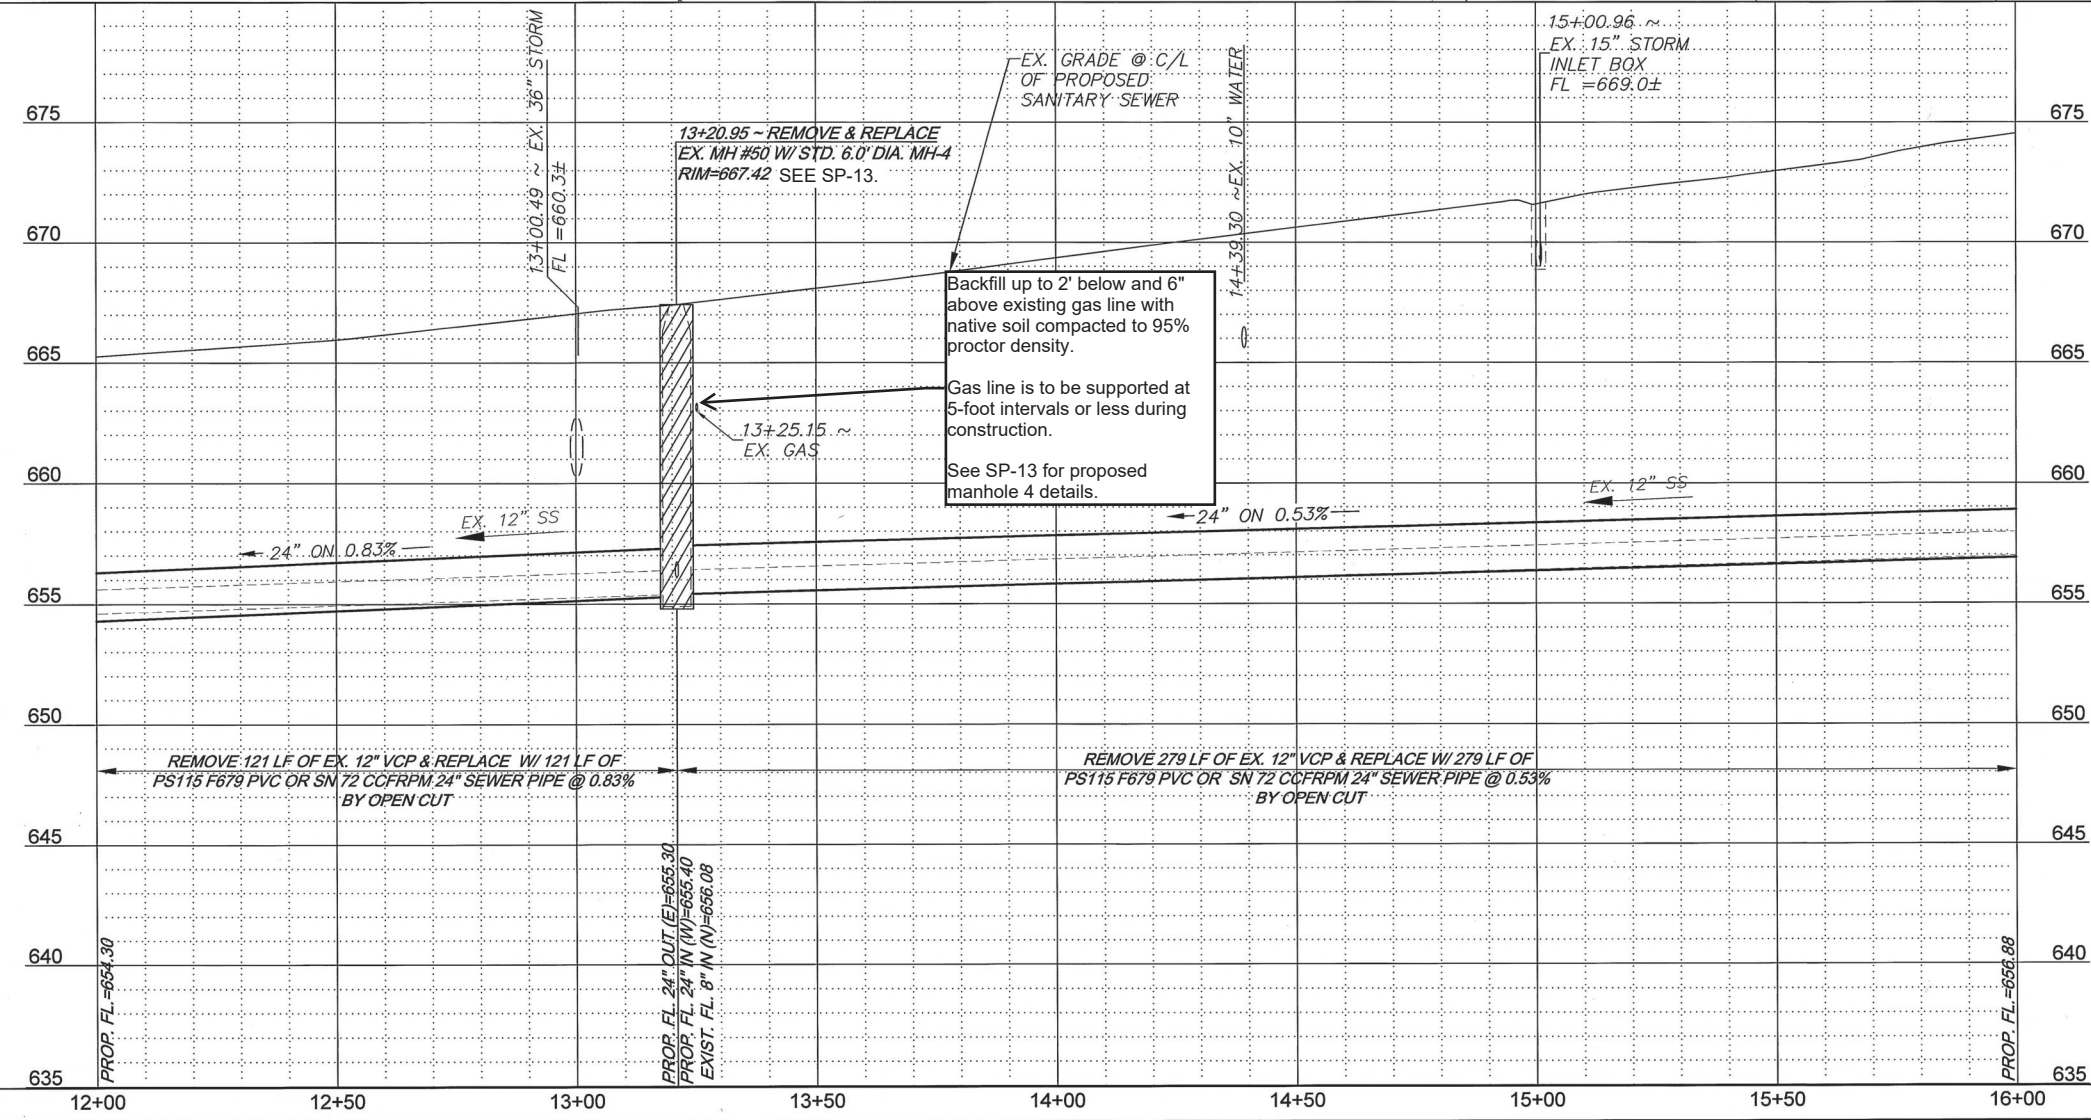 15+00.96 ~
EX. 15" STORM
INLET BOX
FL =669.0±
13+00.49 ~ EX. 36" STORM
FL =660.3±
EX. GRADE @ C/L
OF PROPOSED
SANITARY SEWER
14+39.30 ~EX. 10" WATER
13+20.95 ~ REMOVE & REPLACE
EX. MH #50 W/ STD. 6.0' DIA. MH-4
RIM=667.42 SEE SP-13.
675
675
670
670
665
665
660
660
655
655
650
650
645
645
640
640
635
635
Backfill up to 2' below and 6"
above existing gas line with
native soil compacted to 95%
proctor density.
Gas line is to be supported at
5-foot intervals or less during
construction.
See SP-13 for proposed
manhole 4 details.
13+25.15 ~
EX. GAS
EX. 12" SS
24" ON 0.83%
24" ON 0.53%
EX. 12" SS
REMOVE 121 LF OF EX. 12" VCP & REPLACE W/ 121 LF OF
PS115 F679 PVC OR SN 72 CCFRPM 24" SEWER PIPE @ 0.83%
BY OPEN CUT
REMOVE 279 LF OF EX. 12" VCP & REPLACE W/ 279 LF OF
PS115 F679 PVC OR SN 72 CCFRPM 24" SEWER PIPE @ 0.53%
BY OPEN CUT
PROP. FL.=654.30
PROP. FL. 24" OUT (E)=655.30
PROP. FL. 24" IN (W)=655.40
EXIST. FL. 8" IN (N)=656.08
PROP. FL.=656.88
12+00
12+50
13+00
13+50
14+00
14+50
15+00
15+50
16+00